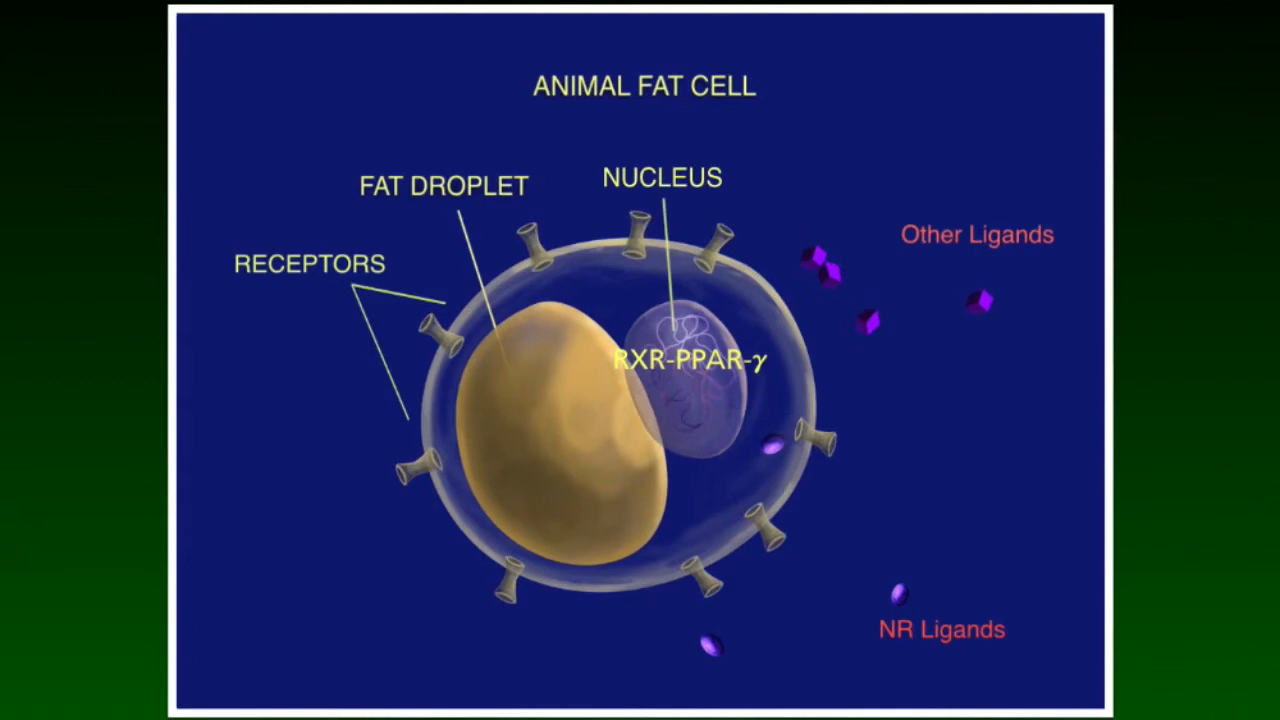 ANIMAL FAT CELL
FAT DROPLET
NUCLEUS
RECEPTORS
Other Ligands
RXR-PPAR-γ
NR Ligands